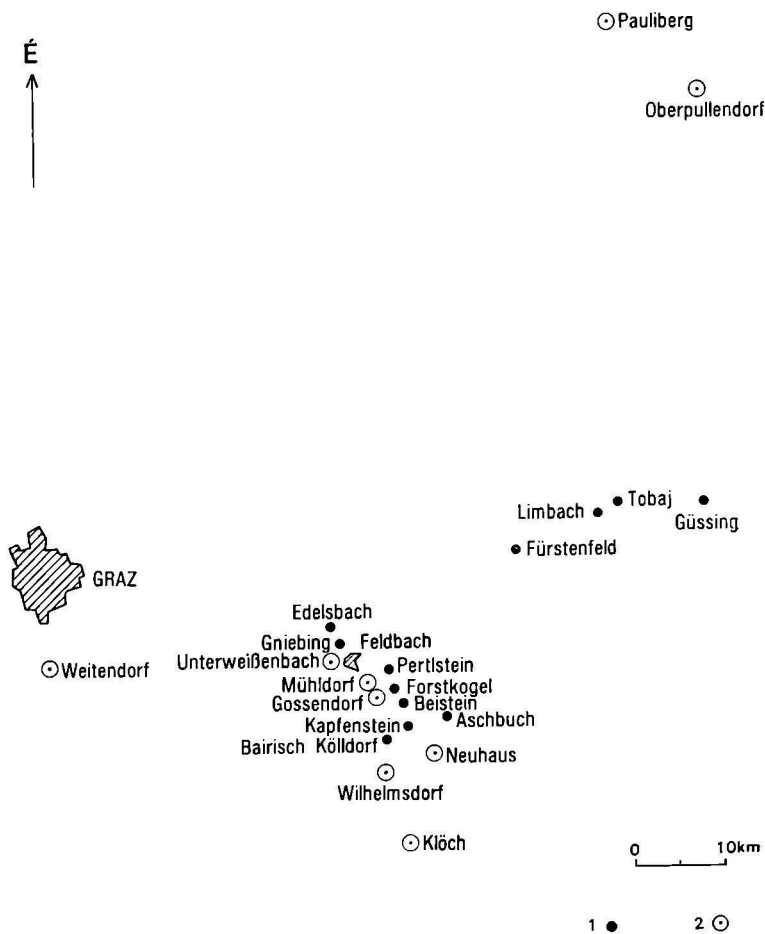 Pauliberg
É
Oberpullendorf
Tobaj
Limbach
Güssing
Fürstenfeld
GRAZ
Edelsbach
Gniebing
Feldbach
Unterweißenbach
Pertlstein
Weitendorf
Mühldorf
Forstkogel
Gossendorf
Beistein
Aschbuch
Kapfenstein
Bairisch Kölldorf
Neuhaus
Wilhelmsdorf
Klöch
0 10km
1 2